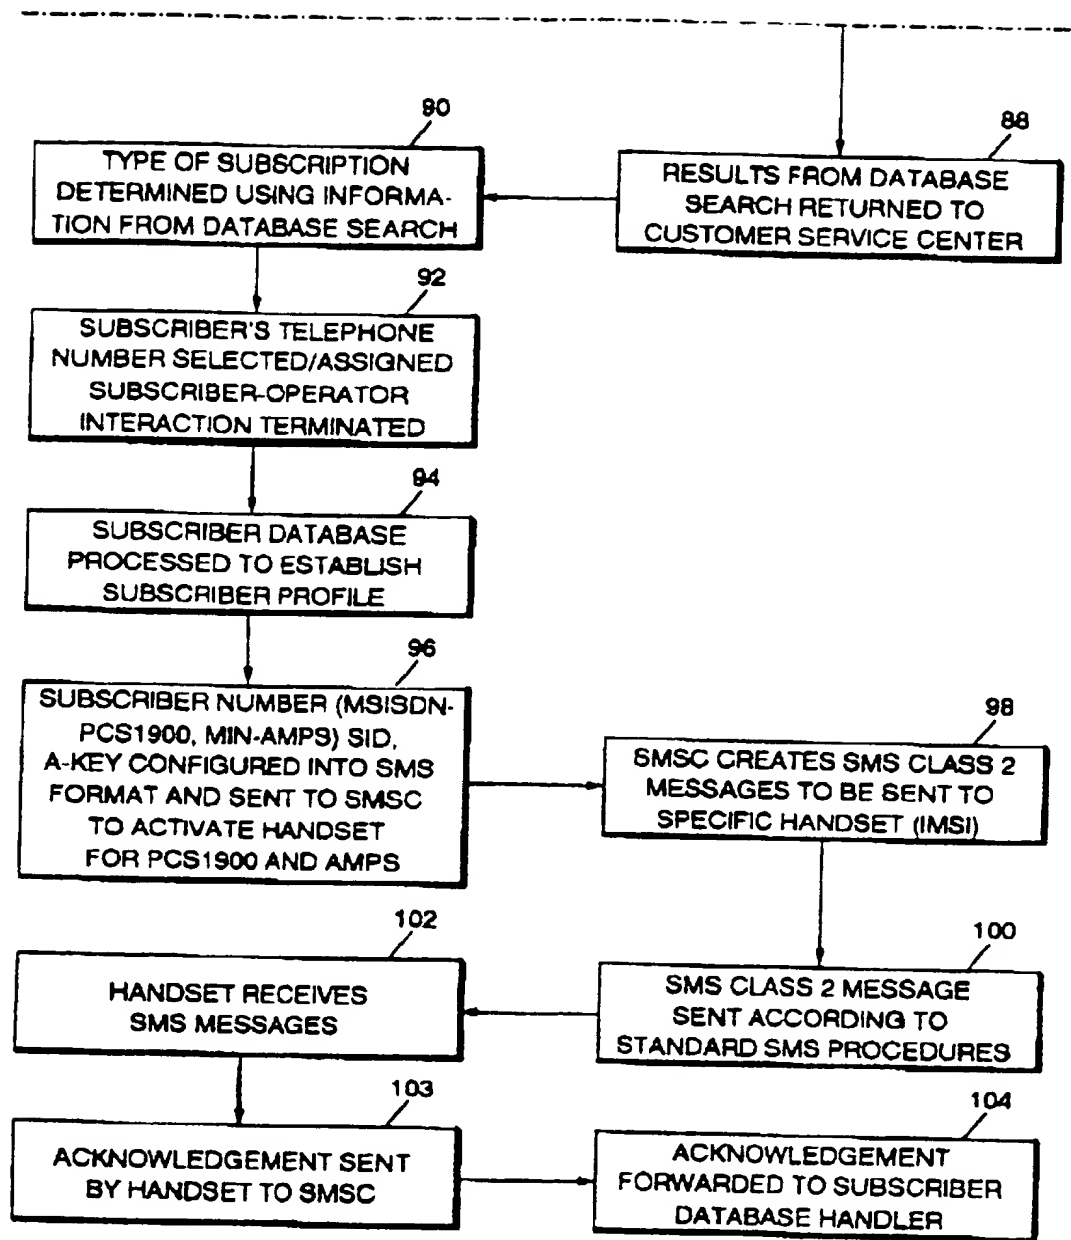 90
TYPE OF SUBSCRIPTION
DETERMINED USING INFORMA-
TION FROM DATABASE SEARCH
88
RESULTS FROM DATABASE
SEARCH RETURNED TO
CUSTOMER SERVICE CENTER
92
SUBSCRIBER'S TELEPHONE
NUMBER SELECTED/ASSIGNED
SUBSCRIBER-OPERATOR
INTERACTION TERMINATED
94
SUBSCRIBER DATABASE
PROCESSED TO ESTABLISH
SUBSCRIBER PROFILE
96
SUBSCRIBER NUMBER (MSISDN-
PCS1900, MIN-AMPS) SID,
A-KEY CONFIGURED INTO SMS
FORMAT AND SENT TO SMSC
TO ACTIVATE HANDSET
FOR PCS1900 AND AMPS
98
SMSC CREATES SMS CLASS 2
MESSAGES TO BE SENT TO
SPECIFIC HANDSET (IMSI)
100
SMS CLASS 2 MESSAGE
SENT ACCORDING TO
STANDARD SMS PROCEDURES
102
HANDSET RECEIVES
SMS MESSAGES
103
ACKNOWLEDGEMENT SENT
BY HANDSET TO SMSC
104
ACKNOWLEDGEMENT
FORWARDED TO SUBSCRIBER
DATABASE HANDLER